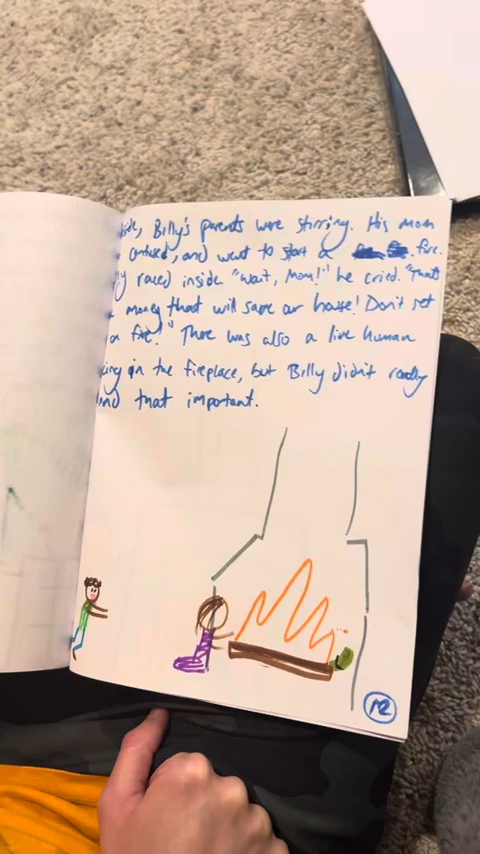 Billy's parents were stirring. His mom
confused, and went to start a fire.
raced inside "Wait, Mom!" he cried. "That's
money that will save our house! Don't set
on fire!" There was also a live human
in the fireplace, but Billy didn't really
that important.
12